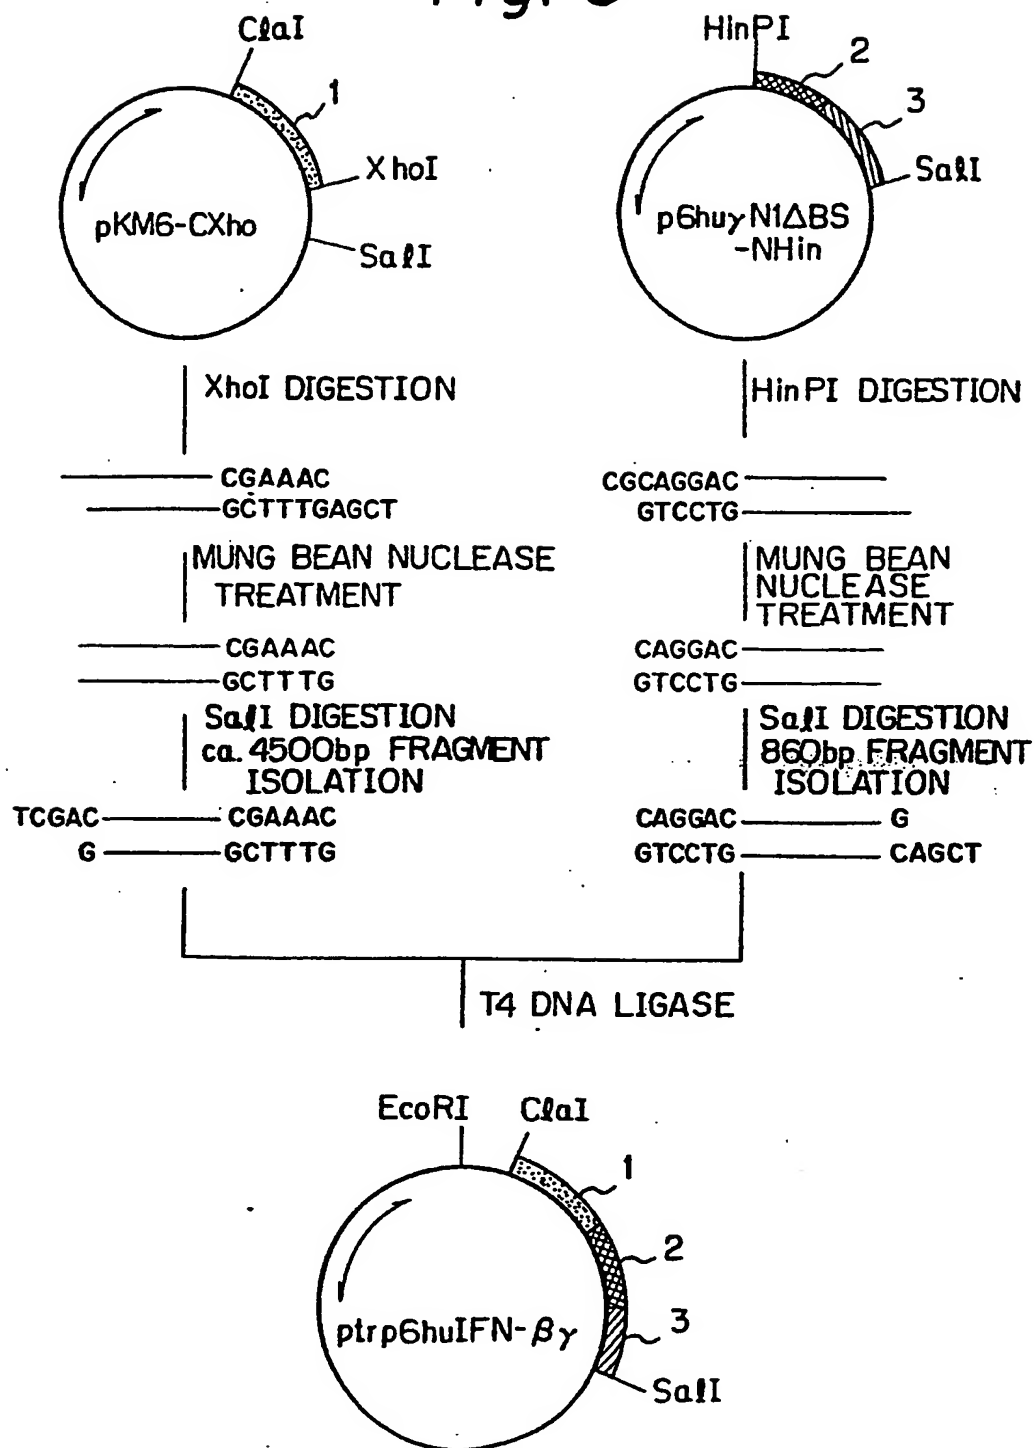 ClaI
1
XhoI
SalI
pKM6-CXho
HinPI
2
3
SalI
p6huγN1ΔBS
-NHin
XhoI DIGESTION
HinPI DIGESTION
CGAAAC
GCTTTGAGCT
CGCAGGAC
GTCCTG
MUNG BEAN NUCLEASE
TREATMENT
MUNG BEAN
NUCLEASE
TREATMENT
CGAAAC
GCTTTG
CAGGAC
GTCCTG
SalI DIGESTION
ca. 4500bp FRAGMENT
ISOLATION
SalI DIGESTION
860bp FRAGMENT
ISOLATION
TCGAC CGAAAC
G GCTTTG
CAGGAC G
GTCCTG CAGCT
T4 DNA LIGASE
EcoRI
ClaI
1
2
3
SalI
ptrp6huIFN-βγ